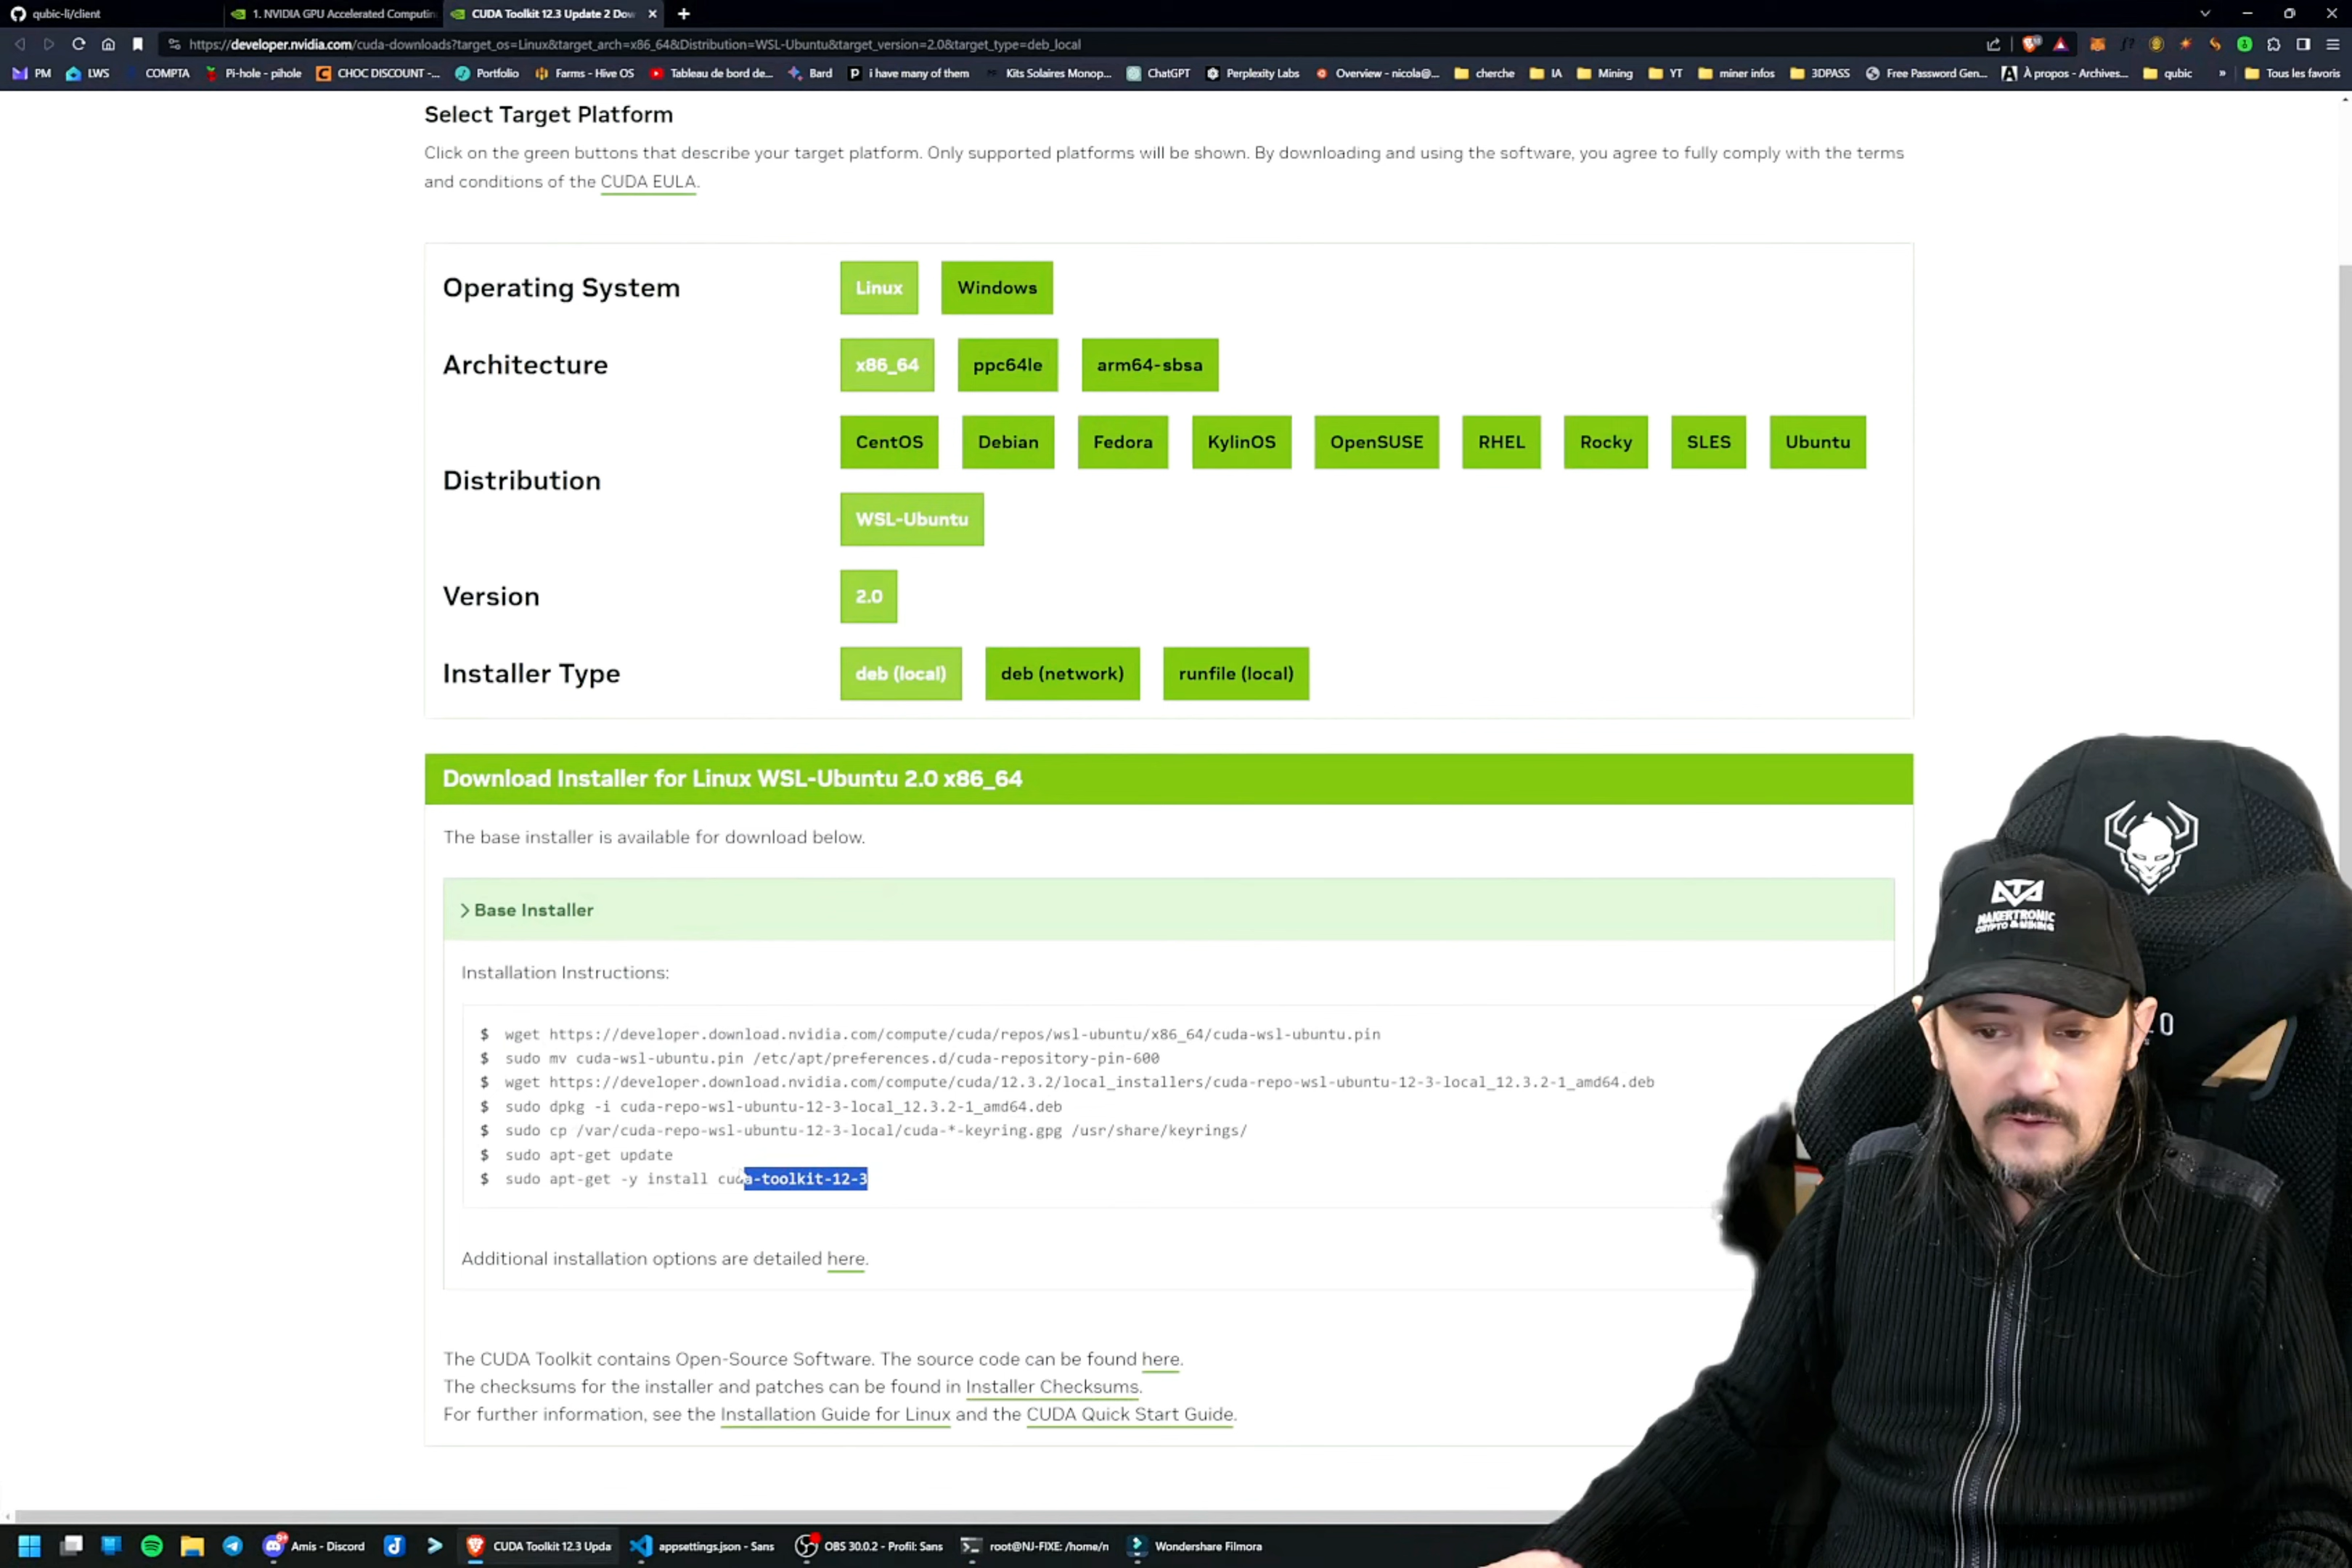 qubic-li/client
1. NVIDIA GPU Accelerated Computin
CUDA Toolkit 12.3 Update 2 Dow
https://developer.nvidia.com/cuda-downloads?target_os=Linux&target_arch=x86_64&Distribution=WSL-Ubuntu&target_version=2.0&target_type=deb_local
PM LWS COMPTA Pi-hole - pihole CHOC DISCOUNT -... Portfolio Farms - Hive OS Tableau de bord de... Bard i have many of them Kits Solaires Monop... ChatGPT Perplexity Labs Overview - nicola@... cherche IA Mining YT miner infos 3DPASS Free Password Gen... À propos - Archives... qubic » Tous les favoris
Select Target Platform
Click on the green buttons that describe your target platform. Only supported platforms will be shown. By downloading and using the software, you agree to fully comply with the terms
and conditions of the CUDA EULA.
Operating System Linux Windows
Architecture x86_64 ppc64le arm64-sbsa
Distribution CentOS Debian Fedora KylinOS OpenSUSE RHEL Rocky SLES Ubuntu
WSL-Ubuntu
Version 2.0
Installer Type deb (local) deb (network) runfile (local)
Download Installer for Linux WSL-Ubuntu 2.0 x86_64
The base installer is available for download below.
Base Installer
Installation Instructions:
$ wget https://developer.download.nvidia.com/compute/cuda/repos/wsl-ubuntu/x86_64/cuda-wsl-ubuntu.pin
$ sudo mv cuda-wsl-ubuntu.pin /etc/apt/preferences.d/cuda-repository-pin-600
$ wget https://developer.download.nvidia.com/compute/cuda/12.3.2/local_installers/cuda-repo-wsl-ubuntu-12-3-local_12.3.2-1_amd64.deb
$ sudo dpkg -i cuda-repo-wsl-ubuntu-12-3-local_12.3.2-1_amd64.deb
$ sudo cp /var/cuda-repo-wsl-ubuntu-12-3-local/cuda-*-keyring.gpg /usr/share/keyrings/
$ sudo apt-get update
$ sudo apt-get -y install cuda-toolkit-12-3
Additional installation options are detailed here.
The CUDA Toolkit contains Open-Source Software. The source code can be found here.
The checksums for the installer and patches can be found in Installer Checksums.
For further information, see the Installation Guide for Linux and the CUDA Quick Start Guide.
MAKERTRONIC
CRYPTO & MINING
Amis - Discord CUDA Toolkit 12.3 Upda appsettings.json - Sans OBS 30.0.2 - Profil: Sans root@NJ-FIXE: /home/n Wondershare Filmora